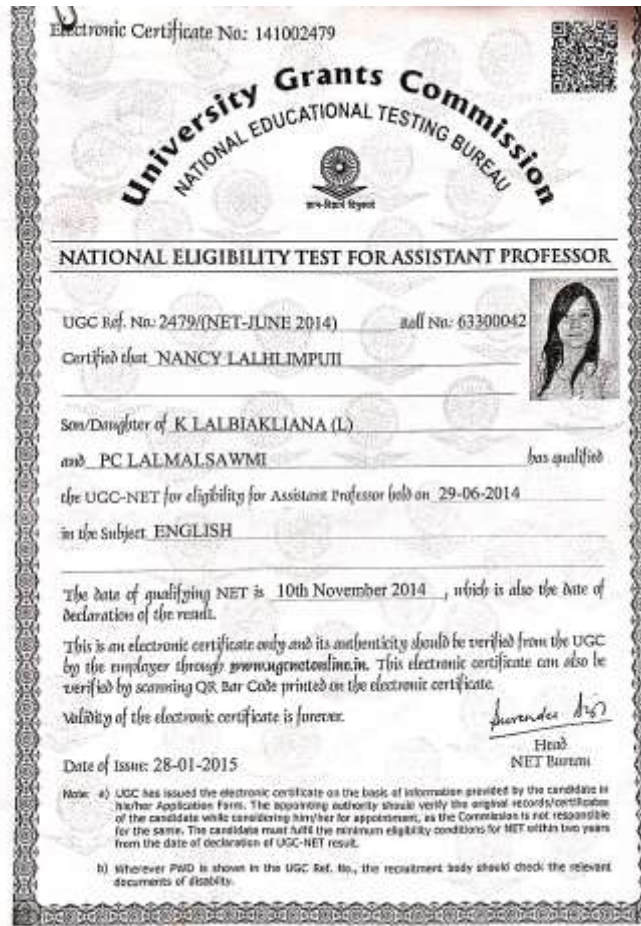 Electronic Certificate No.: 141002479
University Grants Commission
NATIONAL EDUCATIONAL TESTING BUREAU
ज्ञान-विज्ञान विमुक्तये
NATIONAL ELIGIBILITY TEST FOR ASSISTANT PROFESSOR
UGC Ref. No.: 2479/(NET-JUNE 2014) Roll No.: 63300042
Certified that NANCY LALHLIMPUII
Son/Daughter of K LALBIAKLIANA (L)
and PC LALMALSAWMI has qualified
the UGC-NET for eligibility for Assistant Professor held on 29-06-2014
in the Subject ENGLISH
The date of qualifying NET is 10th November 2014 , which is also the date of
declaration of the result.
This is an electronic certificate only and its authenticity should be verified from the UGC
by the employer through www.ugcnetonline.in. This electronic certificate can also be
verified by scanning QR Bar Code printed on the electronic certificate.
Validity of the electronic certificate is forever.
Head
Date of Issue: 28-01-2015 NET Bureau
Note: a) UGC has issued the electronic certificate on the basis of information provided by the candidate in
his/her Application Form. The appointing authority should verify the original records/certificates
of the candidate while considering him/her for appointment, as the Commission is not responsible
for the same. The candidate must fulfil the minimum eligibility conditions for NET within two years
from the date of declaration of UGC-NET result.
b) Wherever PWD is shown in the UGC Ref. No., the recruitment body should check the relevant
documents of disability.